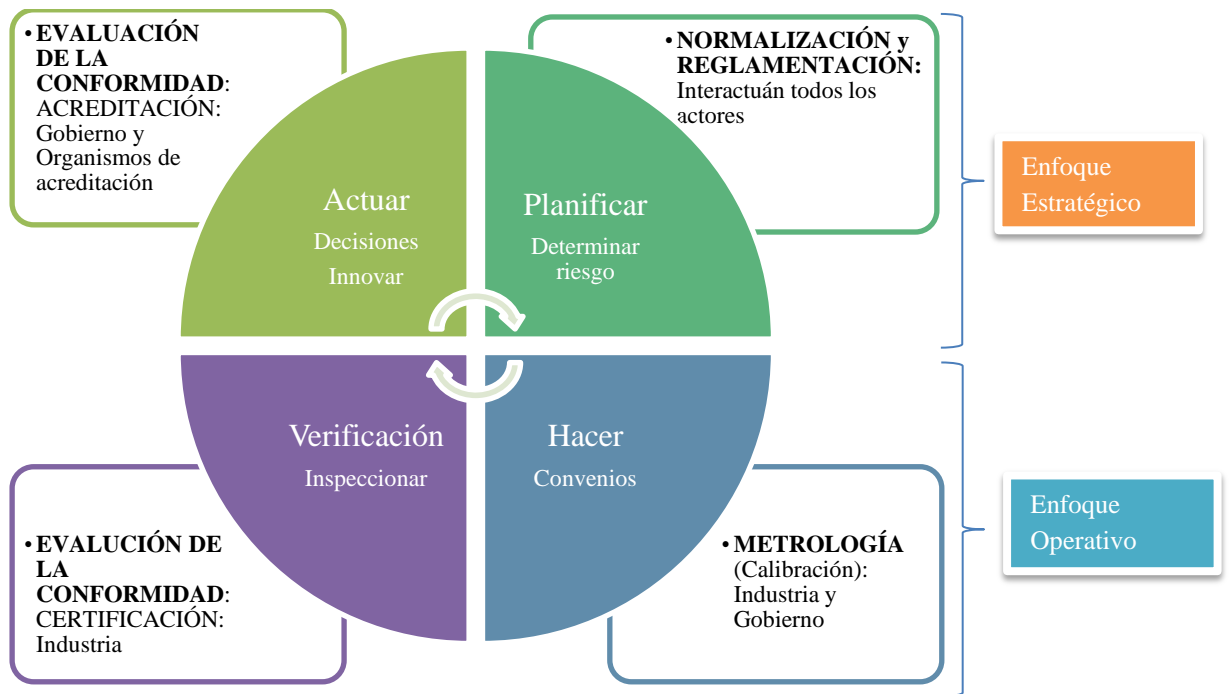 • EVALUACIÓN
DE LA
CONFORMIDAD:
ACREDITACIÓN:
Gobierno y
Organismos de
acreditación
• NORMALIZACIÓN y
REGLAMENTACIÓN:
Interactuán todos los
actores
Actuar
Decisiones
Innovar
Planificar
Determinar
riesgo
Enfoque
Estratégico
Verificación
Inspeccionar
Hacer
Convenios
• EVALUCIÓN DE
LA
CONFORMIDAD:
CERTIFICACIÓN:
Industria
• METROLOGÍA
(Calibración):
Industria y
Gobierno
Enfoque
Operativo